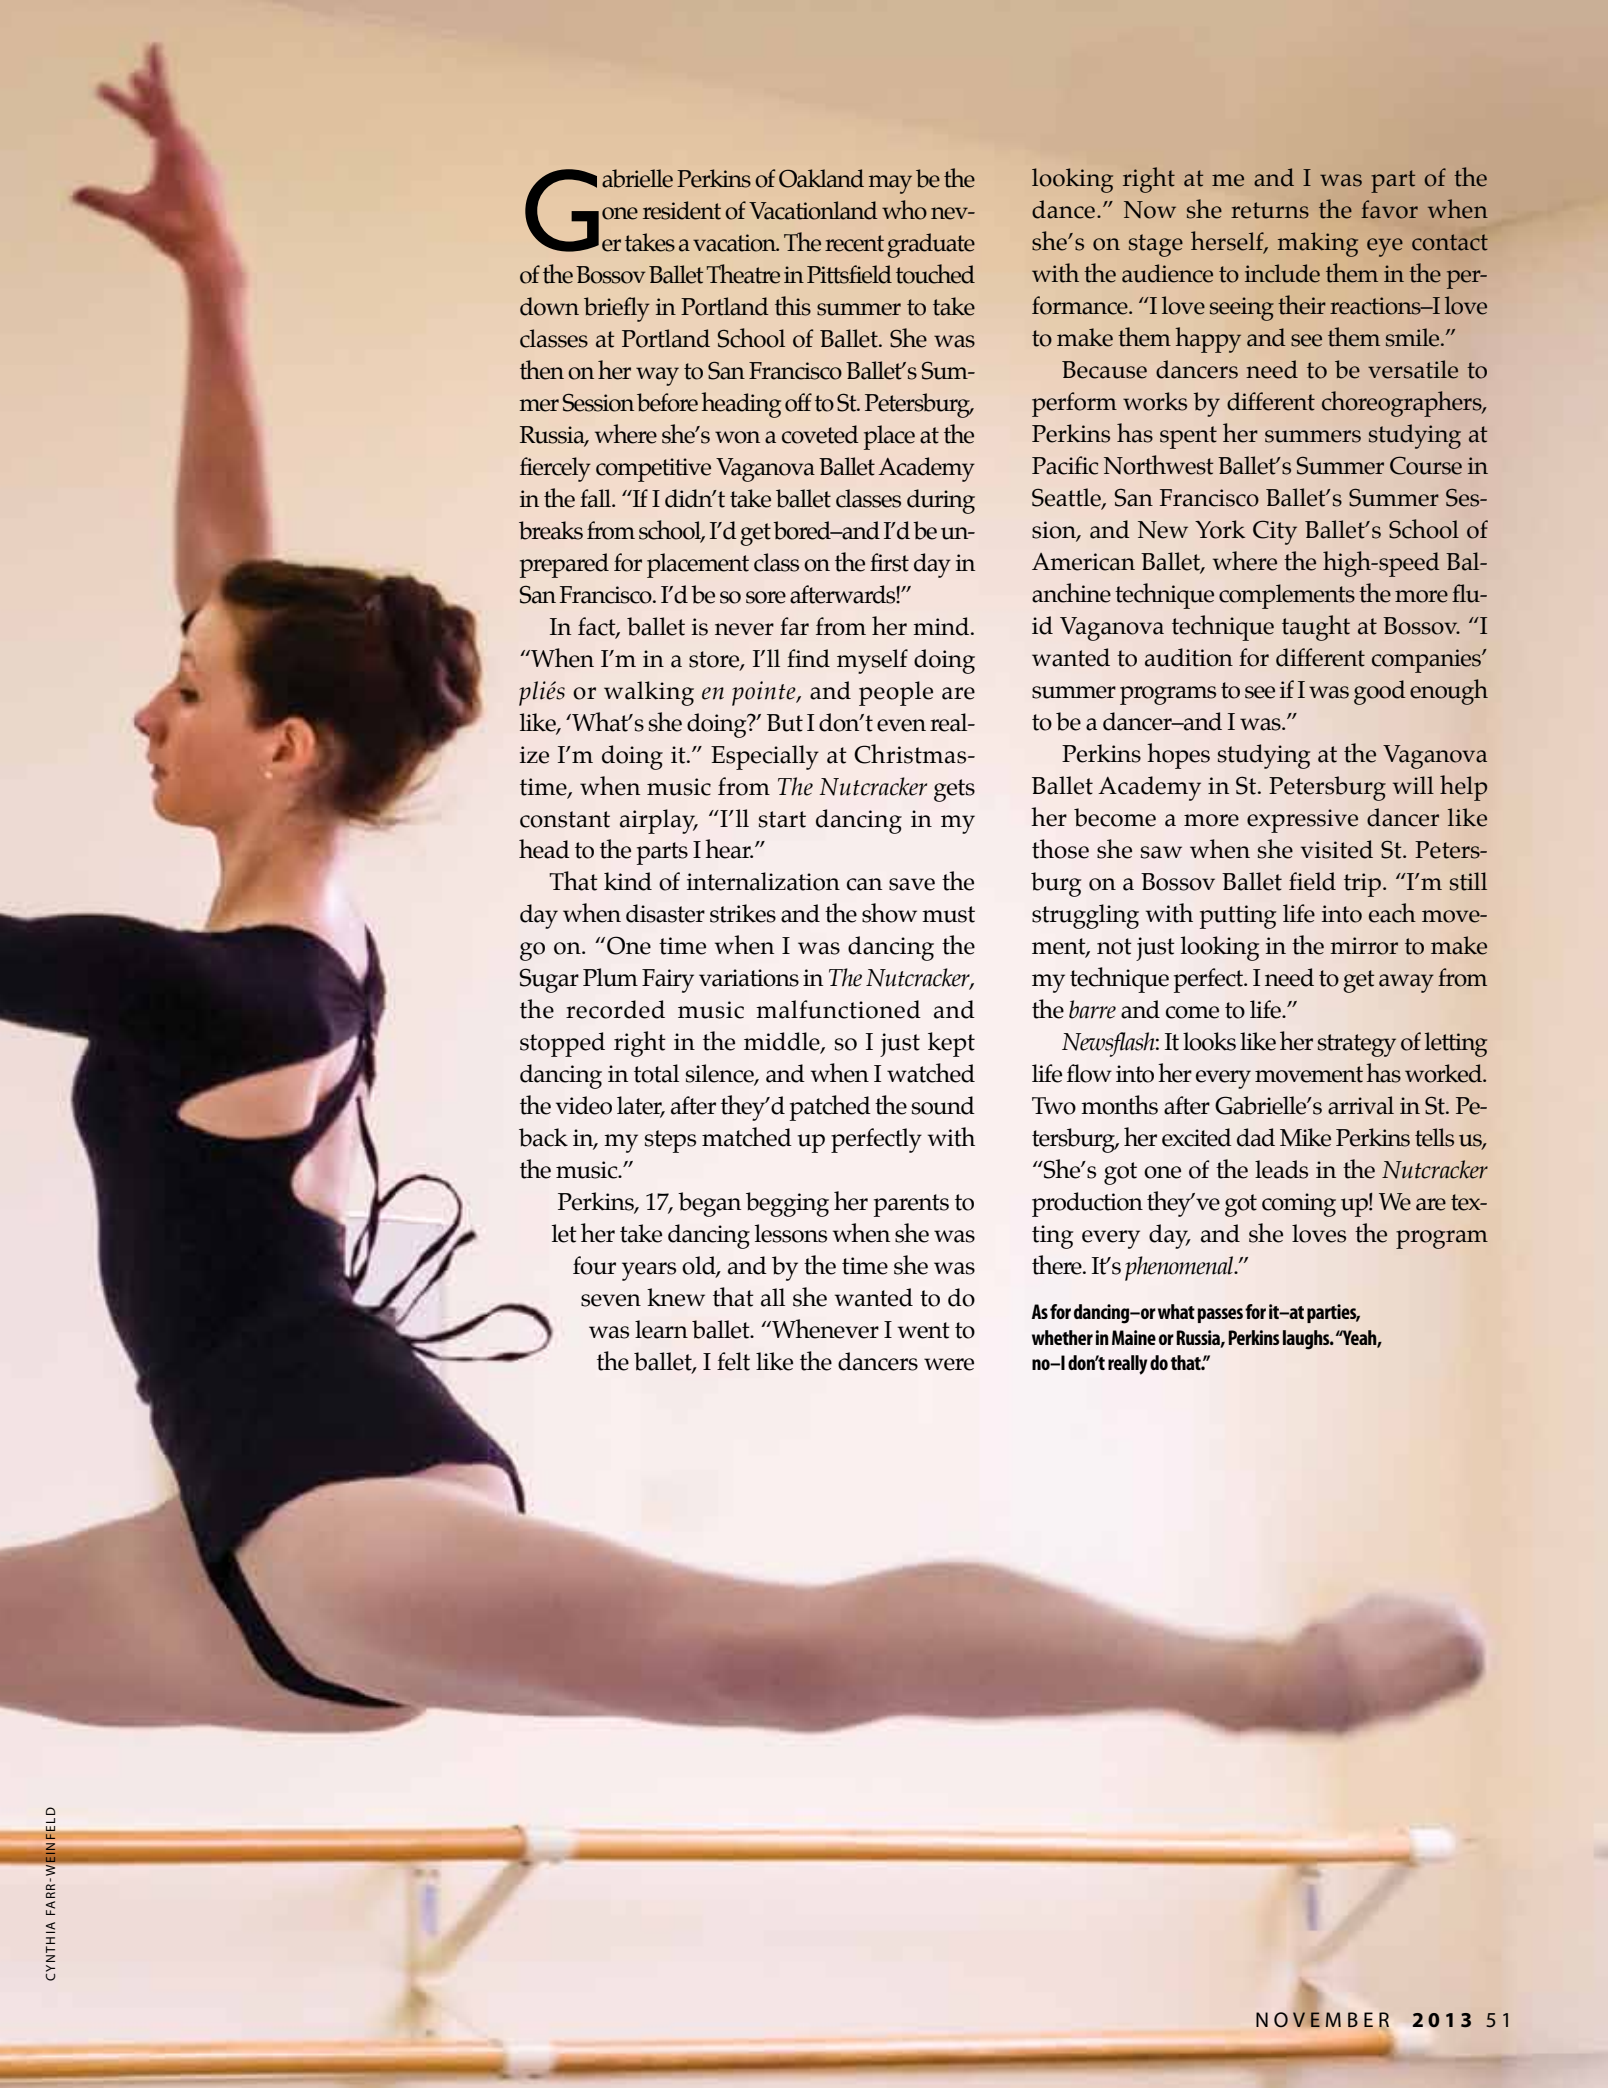 Gabrielle Perkins of Oakland may be the
one resident of Vacationland who nev-
er takes a vacation. The recent graduate
of the Bossov Ballet Theatre in Pittsfield touched
down briefly in Portland this summer to take
classes at Portland School of Ballet. She was
then on her way to San Francisco Ballet’s Sum-
mer Session before heading off to St. Petersburg,
Russia, where she’s won a coveted place at the
fiercely competitive Vaganova Ballet Academy
in the fall. “If I didn’t take ballet classes during
breaks from school, I’d get bored–and I’d be un-
prepared for placement class on the first day in
San Francisco. I’d be so sore afterwards!”
In fact, ballet is never far from her mind.
“When I’m in a store, I’ll find myself doing
pliés or walking en pointe, and people are
like, ‘What’s she doing?’ But I don’t even real-
ize I’m doing it.” Especially at Christmas-
time, when music from The Nutcracker gets
constant airplay, “I’ll start dancing in my
head to the parts I hear.”
That kind of internalization can save the
day when disaster strikes and the show must
go on. “One time when I was dancing the
Sugar Plum Fairy variations in The Nutcracker,
the recorded music malfunctioned and
stopped right in the middle, so I just kept
dancing in total silence, and when I watched
the video later, after they’d patched the sound
back in, my steps matched up perfectly with
the music.”
Perkins, 17, began begging her parents to
let her take dancing lessons when she was
four years old, and by the time she was
seven knew that all she wanted to do
was learn ballet. “Whenever I went to
the ballet, I felt like the dancers were
looking right at me and I was part of the
dance.” Now she returns the favor when
she’s on stage herself, making eye contact
with the audience to include them in the per-
formance. “I love seeing their reactions–I love
to make them happy and see them smile.”
Because dancers need to be versatile to
perform works by different choreographers,
Perkins has spent her summers studying at
Pacific Northwest Ballet’s Summer Course in
Seattle, San Francisco Ballet’s Summer Ses-
sion, and New York City Ballet’s School of
American Ballet, where the high-speed Bal-
anchine technique complements the more flu-
id Vaganova technique taught at Bossov. “I
wanted to audition for different companies’
summer programs to see if I was good enough
to be a dancer–and I was.”
Perkins hopes studying at the Vaganova
Ballet Academy in St. Petersburg will help
her become a more expressive dancer like
those she saw when she visited St. Peters-
burg on a Bossov Ballet field trip. “I’m still
struggling with putting life into each move-
ment, not just looking in the mirror to make
my technique perfect. I need to get away from
the barre and come to life.”
Newsflash: It looks like her strategy of letting
life flow into her every movement has worked.
Two months after Gabrielle’s arrival in St. Pe-
tersburg, her excited dad Mike Perkins tells us,
“She’s got one of the leads in the Nutcracker
production they’ve got coming up! We are tex-
ting every day, and she loves the program
there. It’s phenomenal.”
As for dancing–or what passes for it–at parties,
whether in Maine or Russia, Perkins laughs. “Yeah,
no–I don’t really do that.”
CYNTHIA FARR-WEINFELD
NOVEMBER 2013 51